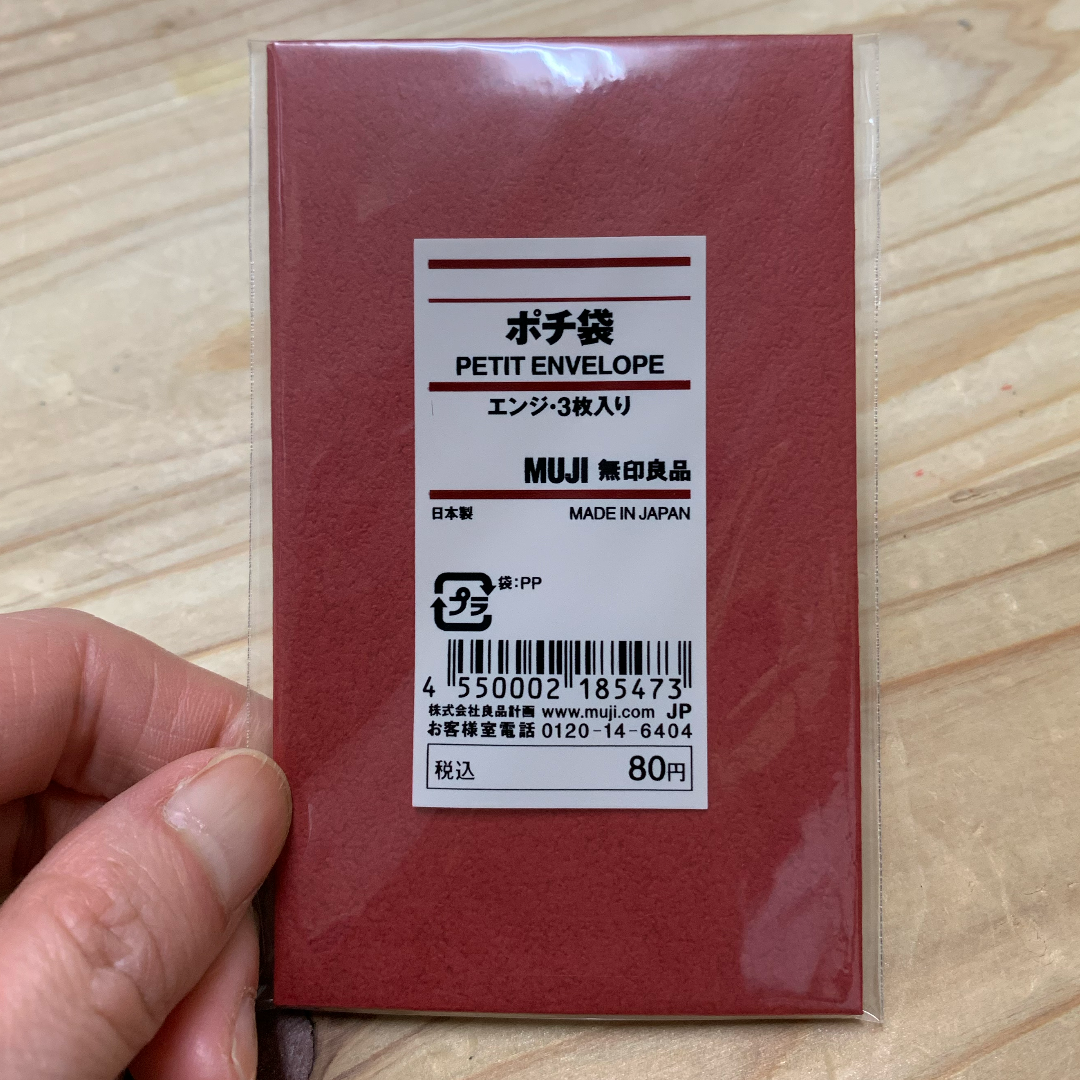 ポチ袋
PETIT ENVELOPE
エンジ・3枚入り
MUJI 無印良品
日本製 MADE IN JAPAN
プラ 袋:PP
4 550002 185473
株式会社良品計画 www.muji.com JP
お客様室電話 0120-14-6404
税込 80円